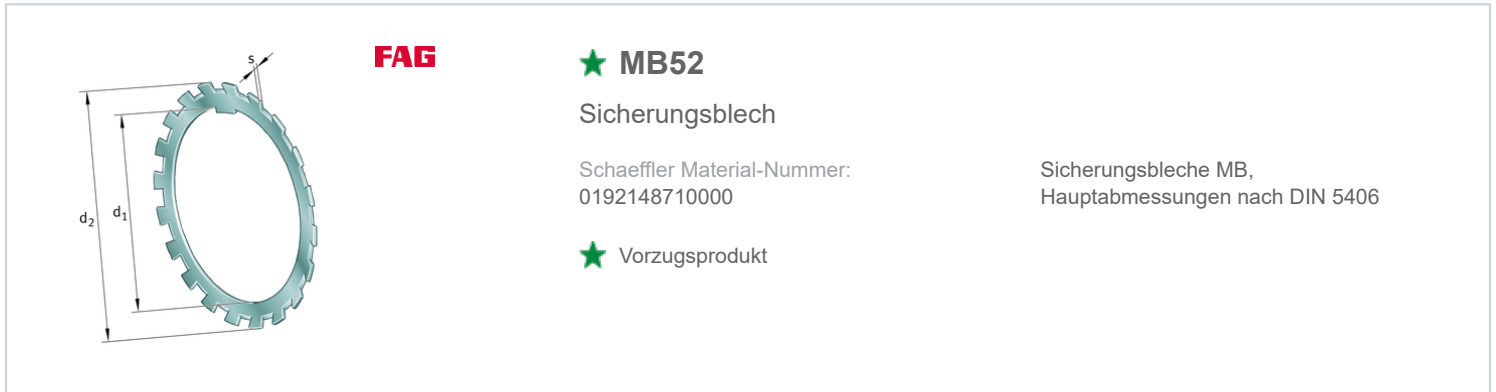 FAG
s
d2
d1
MB52
Sicherungsblech
Schaeffler Material-Nummer:
0192148710000
Sicherungsbleche MB,
Hauptabmessungen nach DIN 5406
Vorzugsprodukt